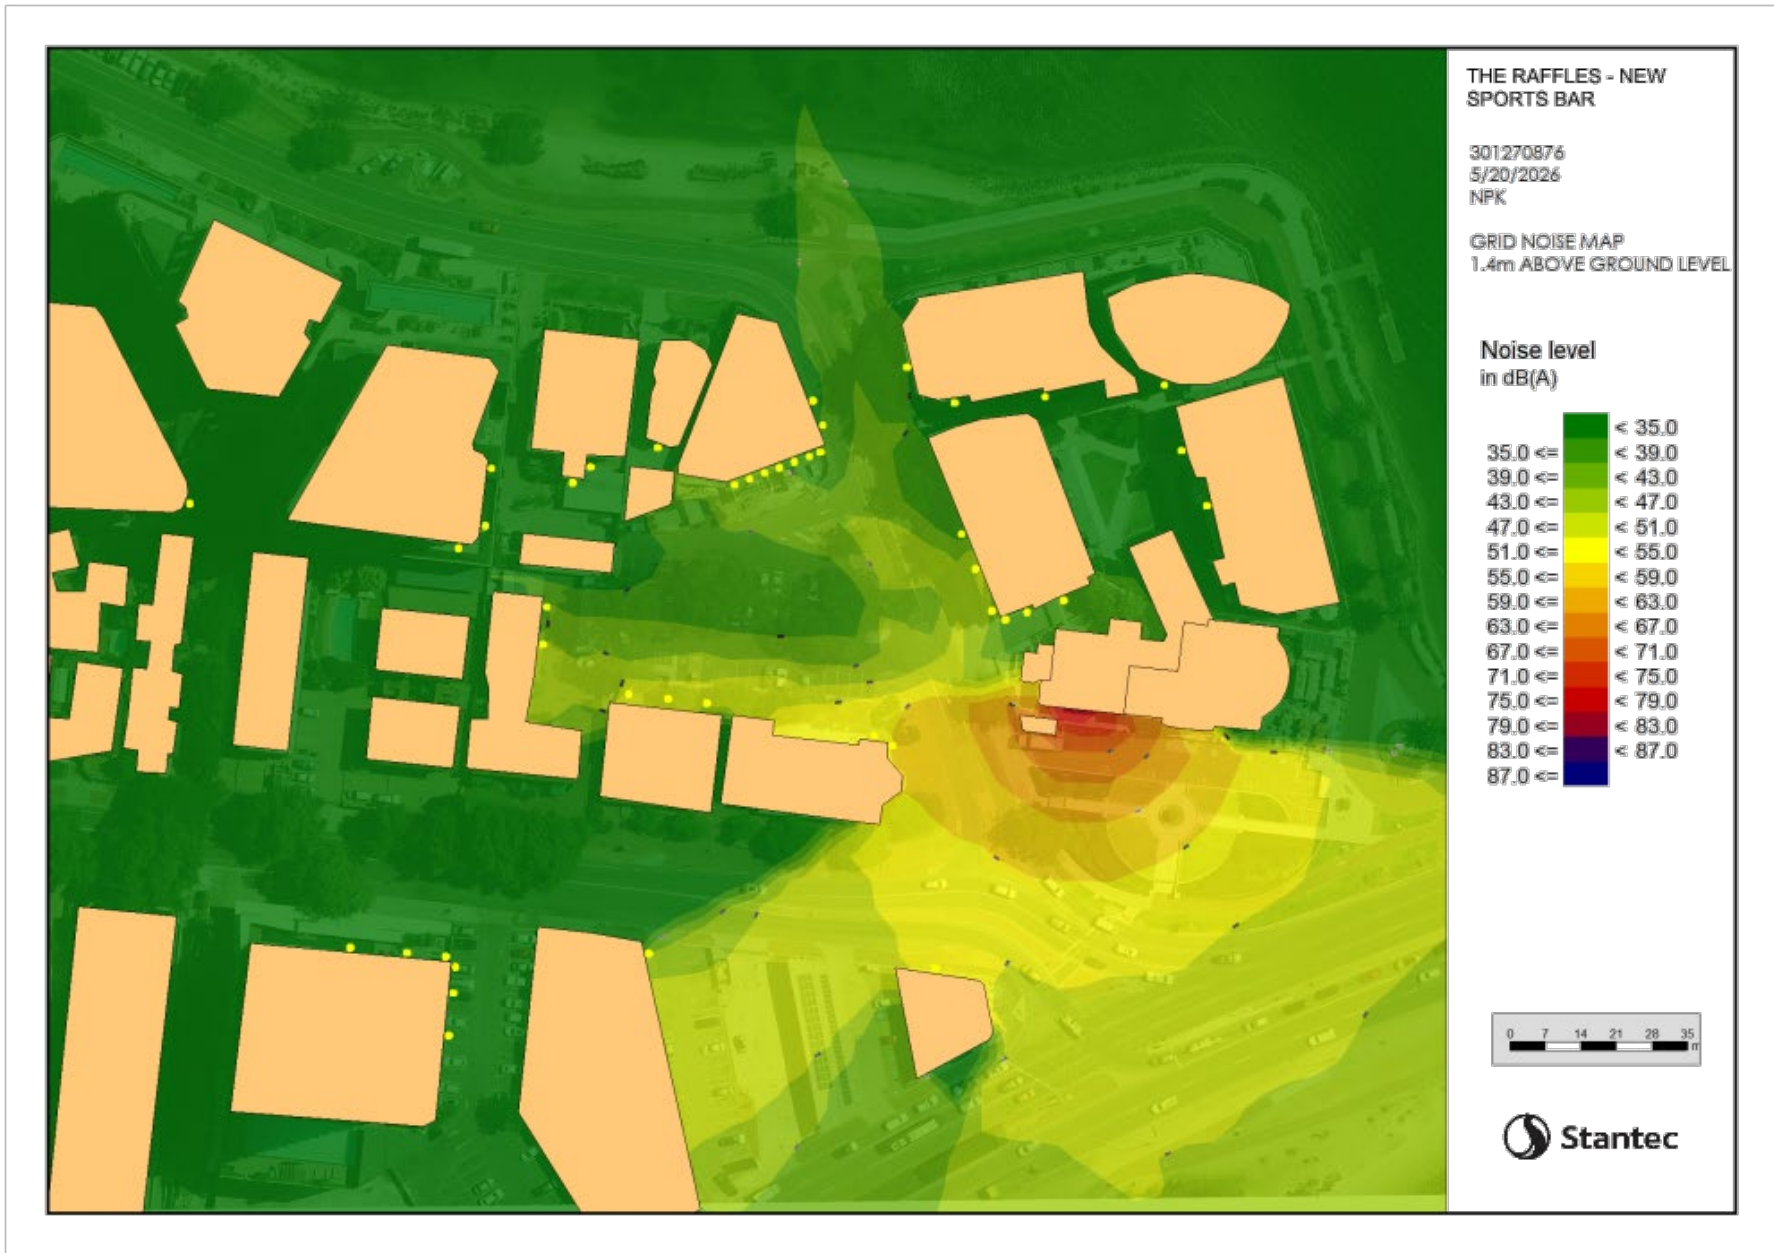 THE RAFFLES - NEW
SPORTS BAR
301270876
5/20/2026
NPK
GRID NOISE MAP
1.4m ABOVE GROUND LEVEL
Noise level
in dB(A)
< 35.0
35.0 <= < 39.0
39.0 <= < 43.0
43.0 <= < 47.0
47.0 <= < 51.0
51.0 <= < 55.0
55.0 <= < 59.0
59.0 <= < 63.0
63.0 <= < 67.0
67.0 <= < 71.0
71.0 <= < 75.0
75.0 <= < 79.0
79.0 <= < 83.0
83.0 <= < 87.0
87.0 <=
0 7 14 21 28 35
m
Stantec